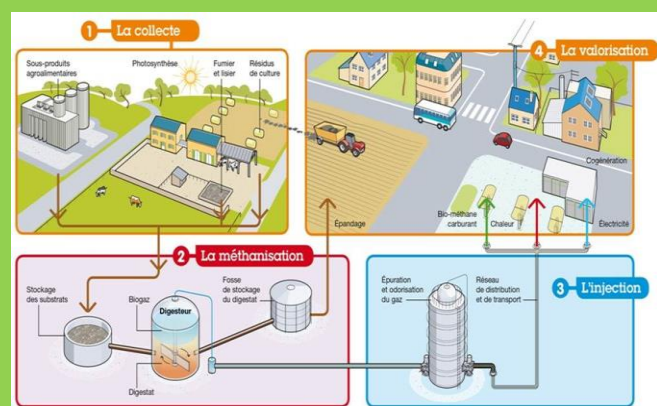 1 La collecte
Sous-produits
agroalimentaires
Photosynthèse
Fumier
et lisier
Résidus
de culture
4 La valorisation
Cogénération
Épandage
Bio-méthane
carburant
Chaleur
Électricité
2 La méthanisation
Stockage
des substrats
Biogaz
Digesteur
Fosse
de stockage
du digestat
Digestat
3 L'injection
Épuration
et odorisation
du gaz
Réseau
de distribution
et de transport